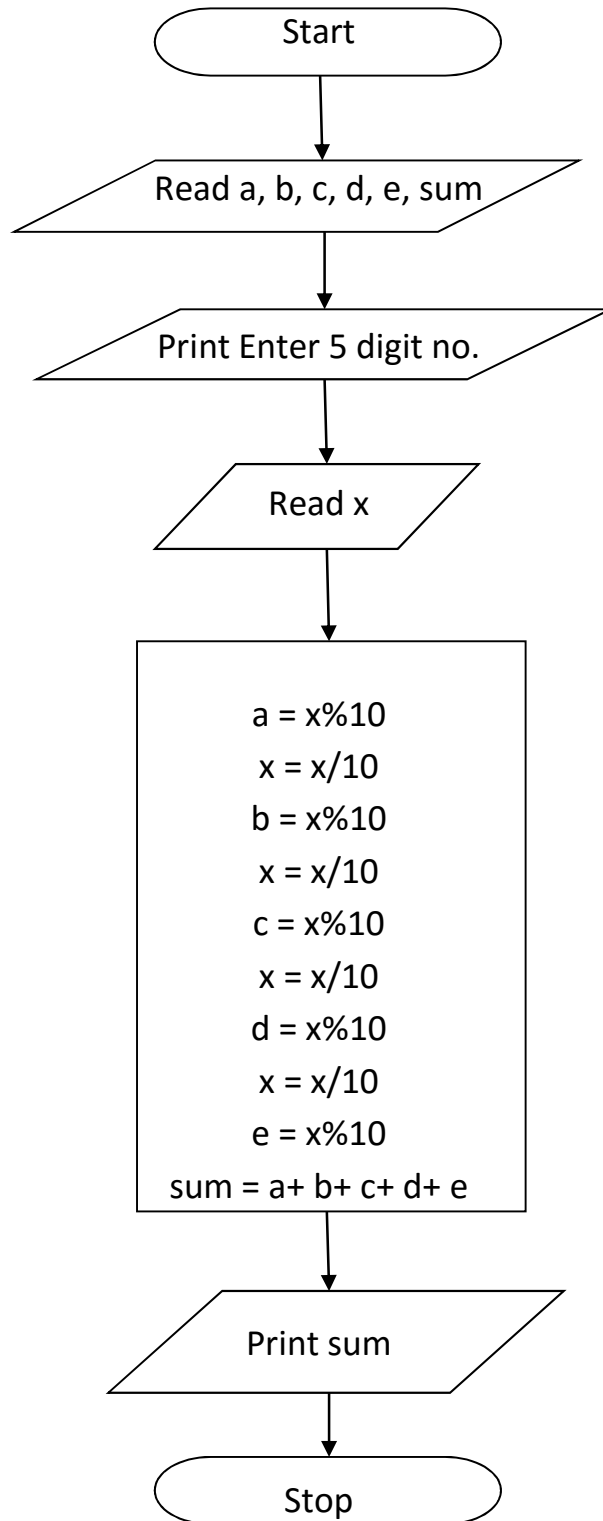 Start
Read a, b, c, d, e, sum
Print Enter 5 digit no.
Read x
a = x%10
x = x/10
b = x%10
x = x/10
c = x%10
x = x/10
d = x%10
x = x/10
e = x%10
sum = a+ b+ c+ d+ e
Print sum
Stop